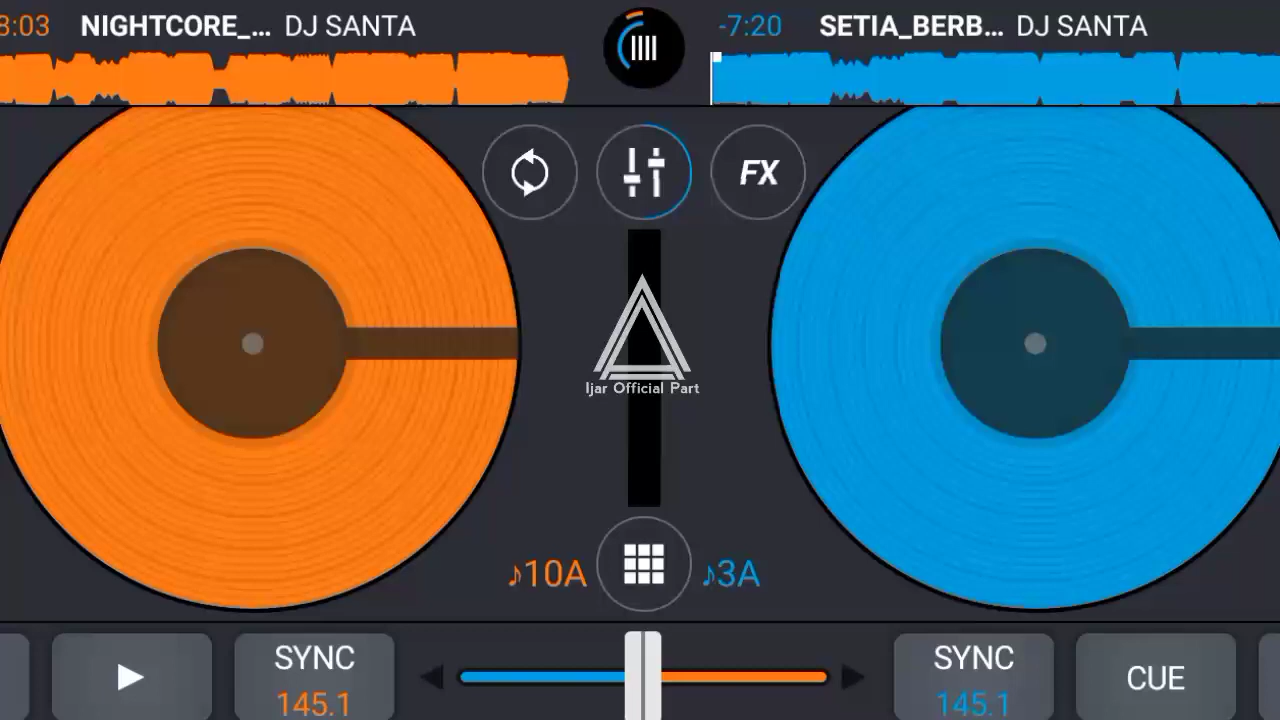 8:03 NIGHTCORE_... DJ SANTA
-7:20 SETIA_BERB... DJ SANTA
FX
Ijar Official Part
♪10A
♪3A
SYNC
145.1
SYNC
145.1
CUE